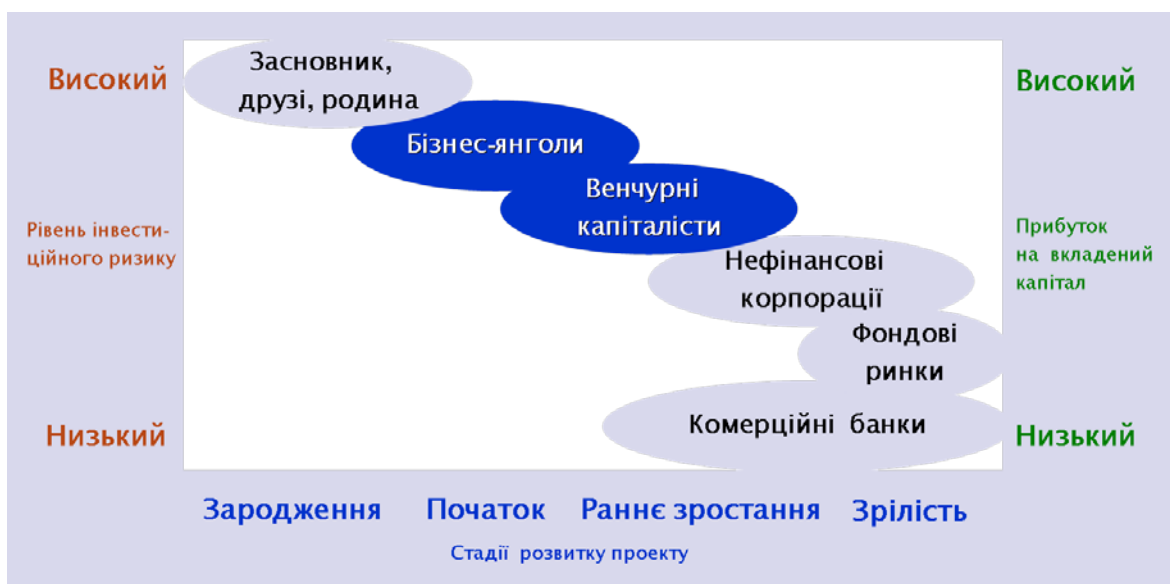 Засновник,
друзі, родина
Високий
Високий
Бізнес-янголи
Венчурні
капіталісти
Рівень інвести-
ційного ризику
Прибуток
на вкладений
капітал
Нефінансові
корпорації
Фондові
ринки
Комерційні банки
Низький
Низький
Зародження
Початок
Раннє зростання
Зрілість
Стадії розвитку проекту